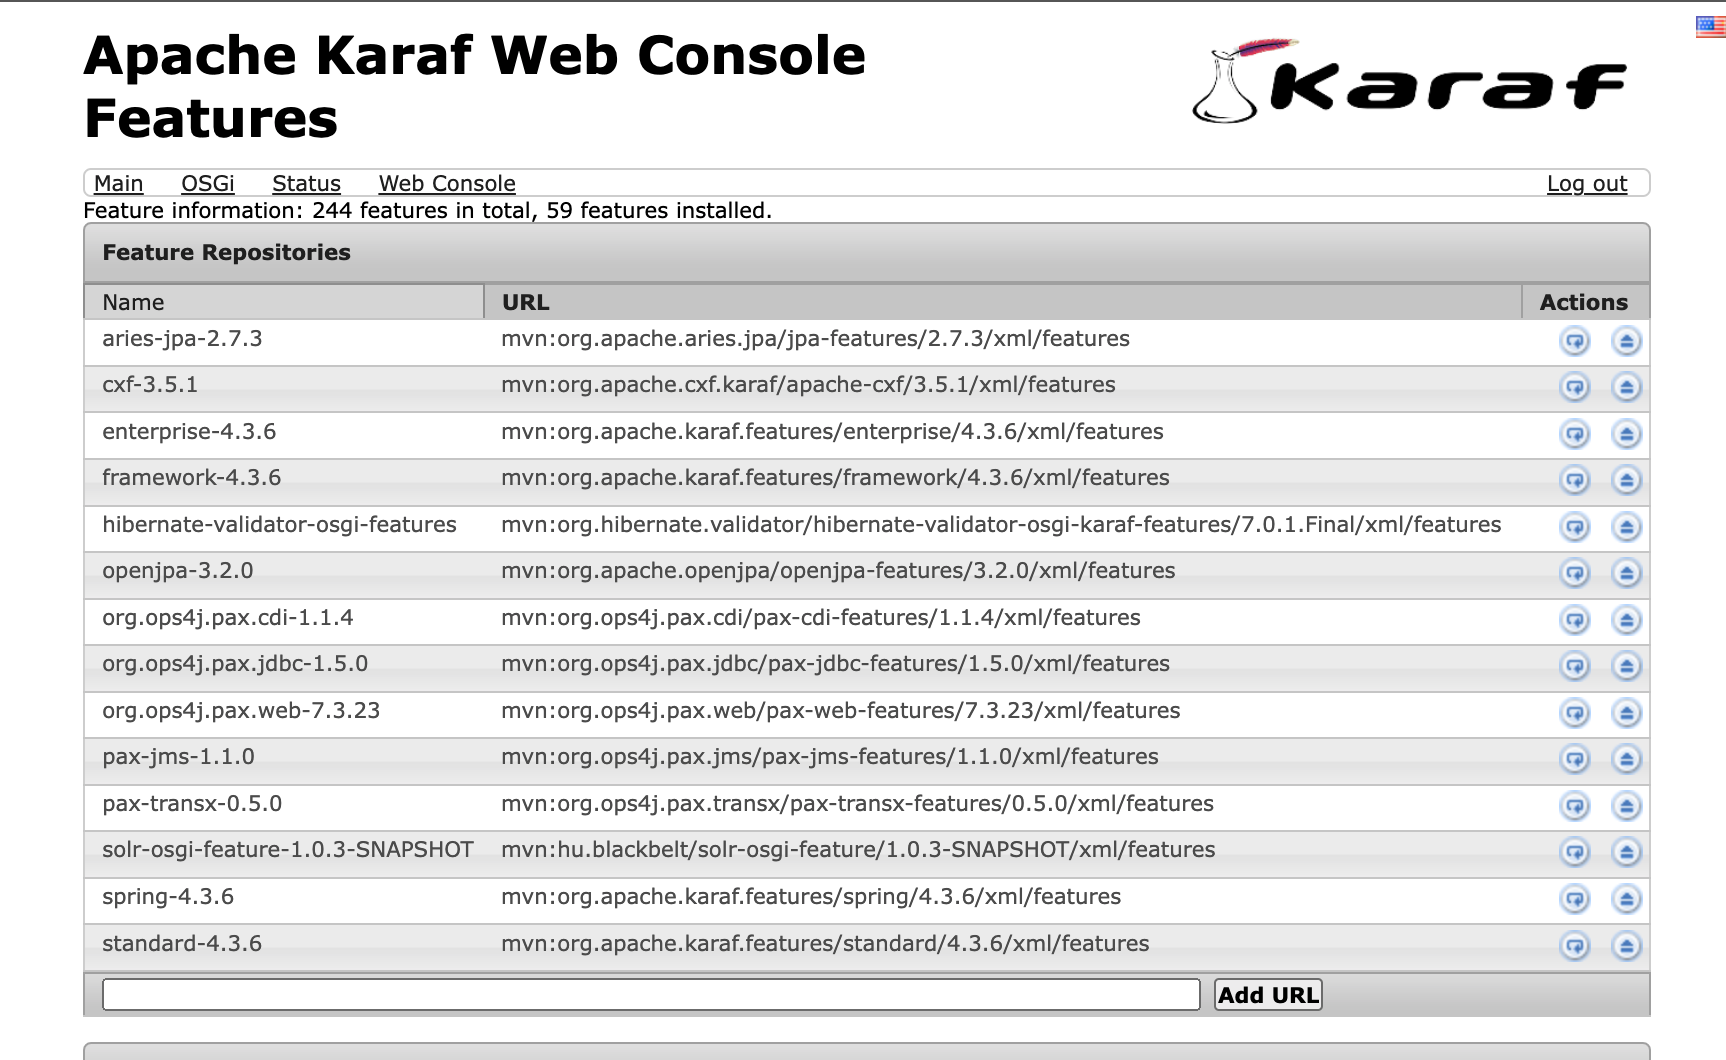 Apache Karaf Web Console
Features
Karaf
Main OSGi Status Web Console Log out
Feature information: 244 features in total, 59 features installed.
Feature Repositories
Name URL Actions
aries-jpa-2.7.3 mvn:org.apache.aries.jpa/jpa-features/2.7.3/xml/features
cxf-3.5.1 mvn:org.apache.cxf.karaf/apache-cxf/3.5.1/xml/features
enterprise-4.3.6 mvn:org.apache.karaf.features/enterprise/4.3.6/xml/features
framework-4.3.6 mvn:org.apache.karaf.features/framework/4.3.6/xml/features
hibernate-validator-osgi-features mvn:org.hibernate.validator/hibernate-validator-osgi-karaf-features/7.0.1.Final/xml/features
openjpa-3.2.0 mvn:org.apache.openjpa/openjpa-features/3.2.0/xml/features
org.ops4j.pax.cdi-1.1.4 mvn:org.ops4j.pax.cdi/pax-cdi-features/1.1.4/xml/features
org.ops4j.pax.jdbc-1.5.0 mvn:org.ops4j.pax.jdbc/pax-jdbc-features/1.5.0/xml/features
org.ops4j.pax.web-7.3.23 mvn:org.ops4j.pax.web/pax-web-features/7.3.23/xml/features
pax-jms-1.1.0 mvn:org.ops4j.pax.jms/pax-jms-features/1.1.0/xml/features
pax-transx-0.5.0 mvn:org.ops4j.pax.transx/pax-transx-features/0.5.0/xml/features
solr-osgi-feature-1.0.3-SNAPSHOT mvn:hu.blackbelt/solr-osgi-feature/1.0.3-SNAPSHOT/xml/features
spring-4.3.6 mvn:org.apache.karaf.features/spring/4.3.6/xml/features
standard-4.3.6 mvn:org.apache.karaf.features/standard/4.3.6/xml/features
Add URL